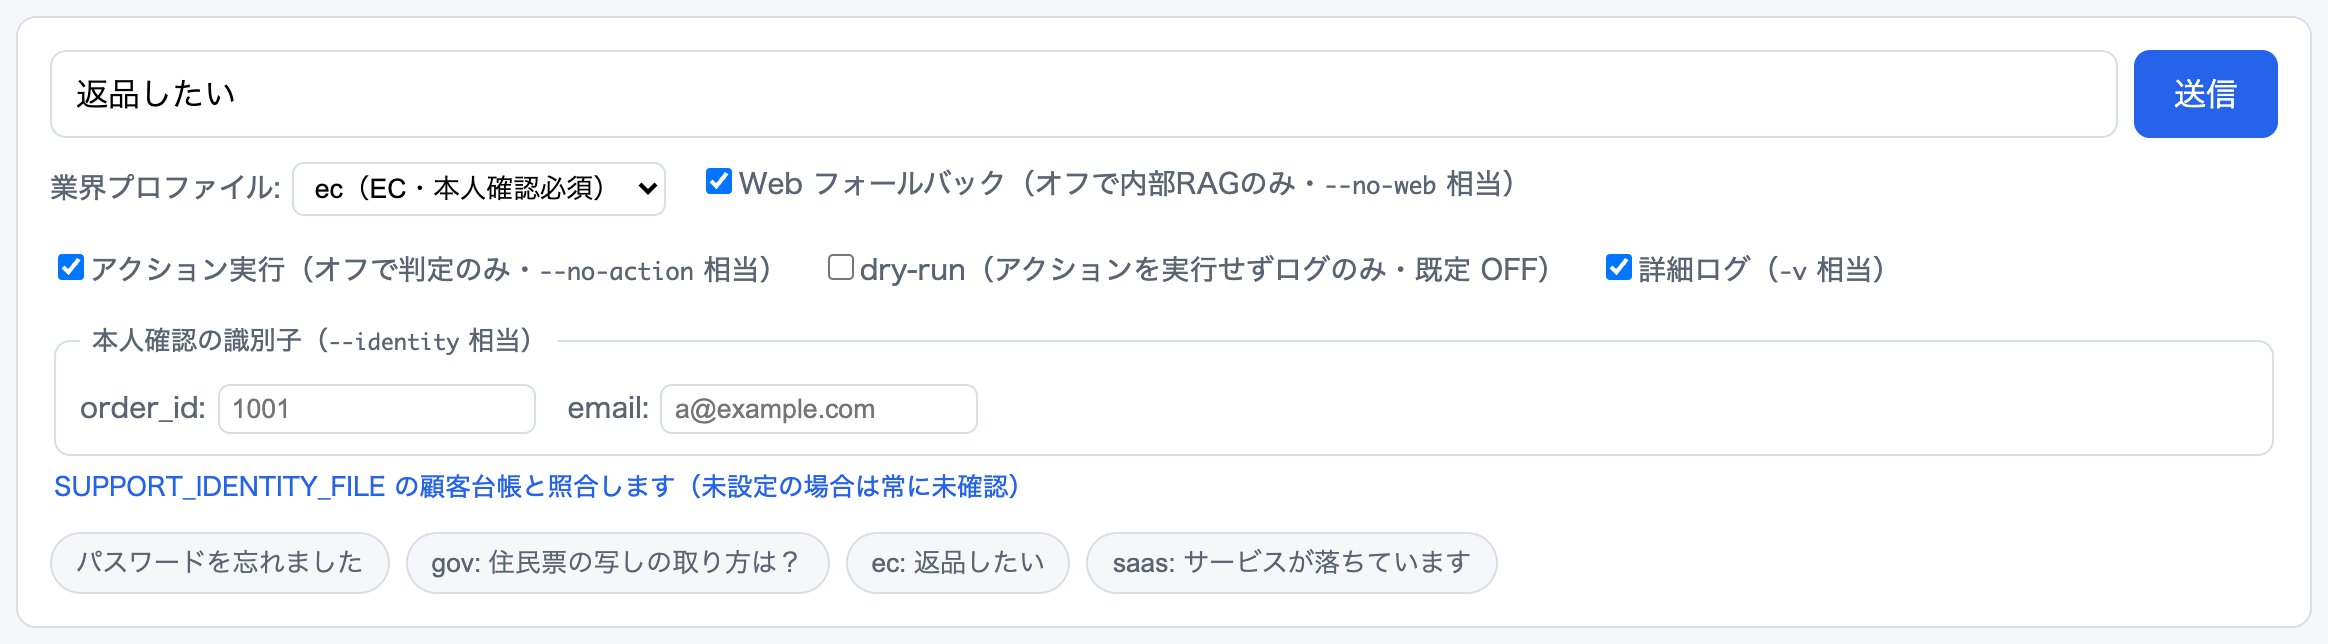 返品したい
送信
業界プロファイル: ec（EC・本人確認必須） Web フォールバック（オフで内部RAGのみ・--no-web 相当）
アクション実行（オフで判定のみ・--no-action 相当） dry-run（アクションを実行せずログのみ・既定 OFF） 詳細ログ（-v 相当）
本人確認の識別子（--identity 相当）
order_id: 1001 email: a@example.com
SUPPORT_IDENTITY_FILE の顧客台帳と照合します（未設定の場合は常に未確認）
パスワードを忘れました gov: 住民票の写しの取り方は？ ec: 返品したい saas: サービスが落ちています